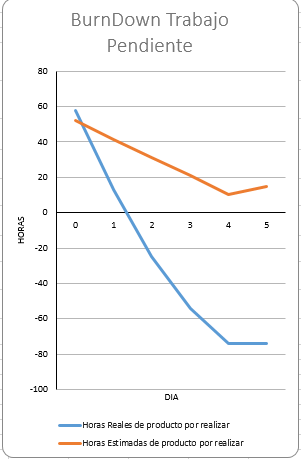 BurnDown Trabajo
Pendiente
80
60
40
20
0
-20
-40
-60
-80
-100
0 1 2 3 4 5
HORAS
DIA
Horas Reales de producto por realizar
Horas Estimadas de producto por realizar